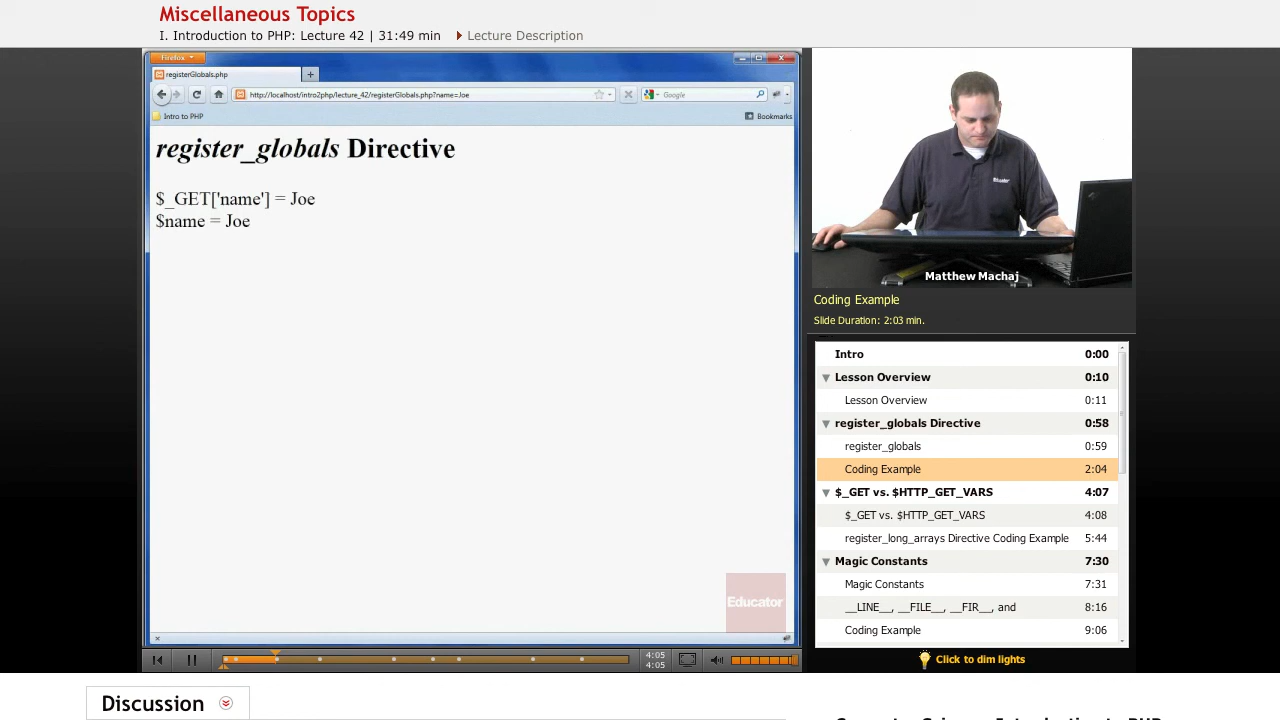 Miscellaneous Topics
I. Introduction to PHP: Lecture 42 | 31:49 min
Lecture Description
Firefox
registerGlobals.php
http://localhost/intro2php/lecture_42/registerGlobals.php?name=Joe
Google
Intro to PHP
Bookmarks
register_globals Directive
$_GET['name'] = Joe
$name = Joe
Educator
Educator
Matthew Machaj
Coding Example
Slide Duration: 2:03 min.
Intro 0:00
Lesson Overview 0:10
Lesson Overview 0:11
register_globals Directive 0:58
register_globals 0:59
Coding Example 2:04
$_GET vs. $HTTP_GET_VARS 4:07
$_GET vs. $HTTP_GET_VARS 4:08
register_long_arrays Directive Coding Example 5:44
Magic Constants 7:30
Magic Constants 7:31
__LINE__, __FILE__, __FIR__, and 8:16
Coding Example 9:06
4:05
4:05
Click to dim lights
Discussion